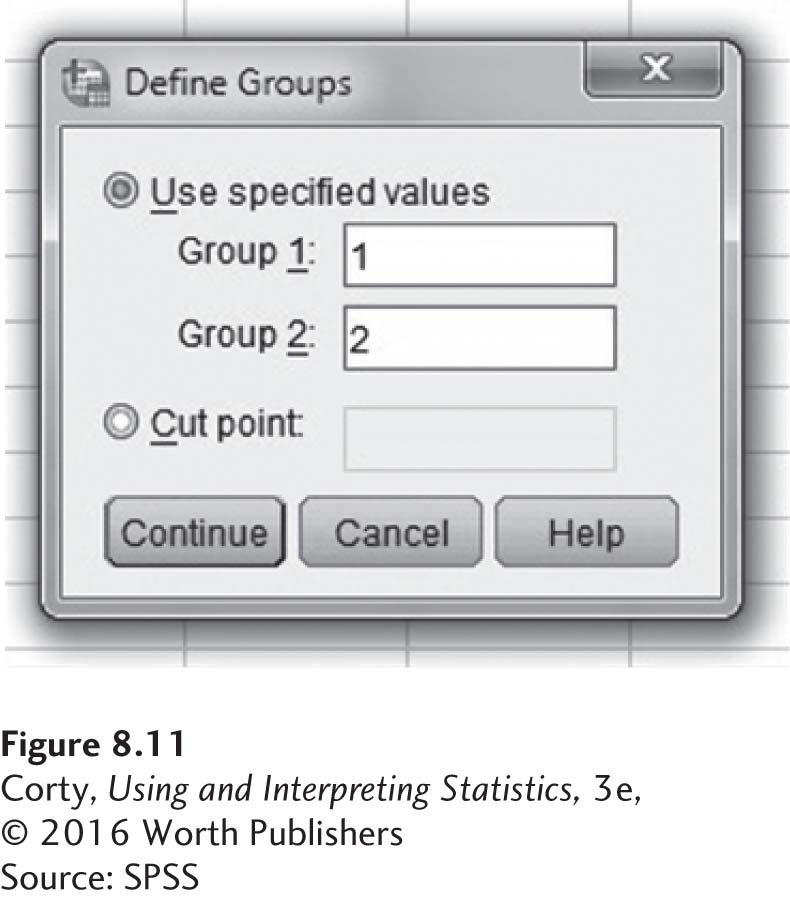 Define Groups
Use specified values
Group 1: 1
Group 2: 2
Cut point:
Continue Cancel Help
Figure 8.11
Corty, Using and Interpreting Statistics, 3e,
© 2016 Worth Publishers
Source: SPSS